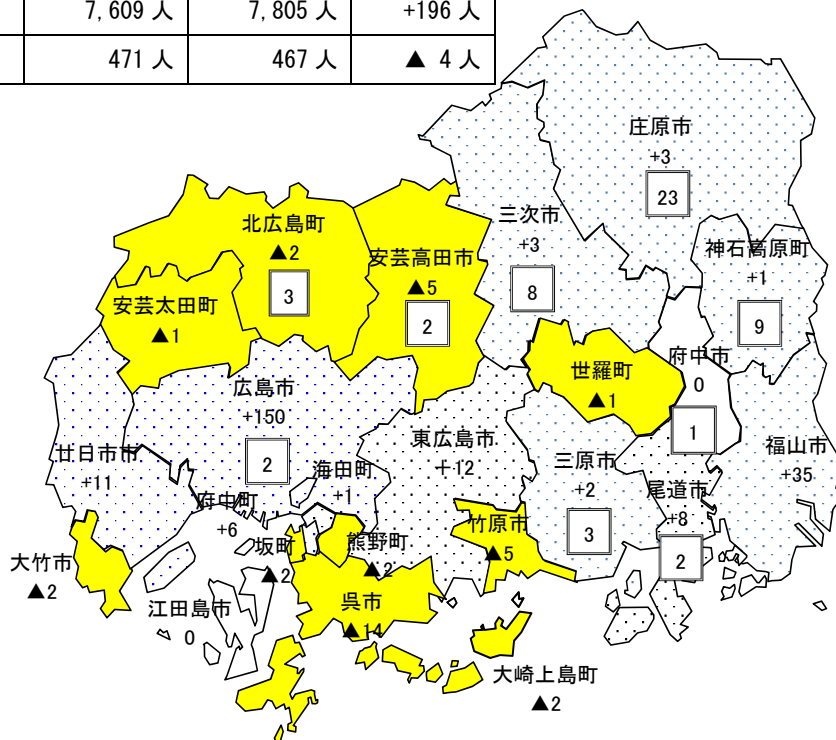 7,609 人 7,805 人 +196 人
471 人 467 人 ▲ 4 人
庄原市
+3
23
三次市
+3
8
神石高原町
+1
9
北広島町
▲2
3
安芸高田市
▲5
2
安芸太田町
▲1
府中市
0
1
世羅町
▲1
広島市
+150
2
東広島市
+12
福山市
+35
廿日市市
+11
海田町
+1
三原市
+2
3
尾道市
+8
2
府中町
+6
竹原市
▲5
坂町
▲2
熊野町
▲2
大竹市
▲2
呉市
▲14
江田島市
0
大崎上島町
▲2